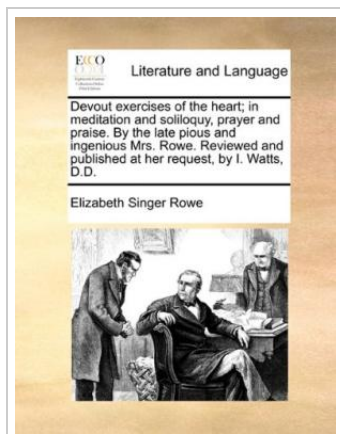 ECCO
Literature and Language
Devout exercises of the heart; in
meditation and soliloquy, prayer and
praise. By the late pious and
ingenious Mrs. Rowe. Reviewed and
published at her request, by I. Watts,
D.D.
Elizabeth Singer Rowe